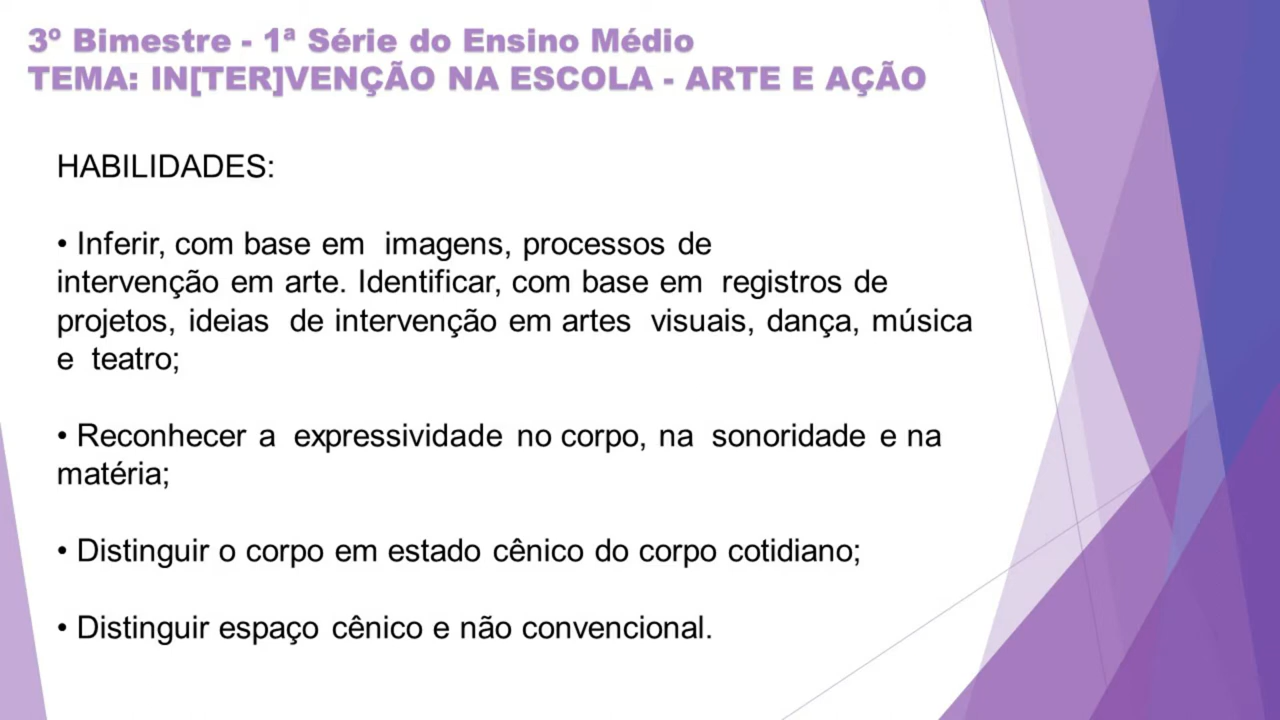 3º Bimestre - 1ª Série do Ensino Médio
TEMA: IN[TER]VENÇÃO NA ESCOLA - ARTE E AÇÃO
HABILIDADES:
• Inferir, com base em imagens, processos de
intervenção em arte. Identificar, com base em registros de
projetos, ideias de intervenção em artes visuais, dança, música
e teatro;
• Reconhecer a expressividade no corpo, na sonoridade e na
matéria;
• Distinguir o corpo em estado cênico do corpo cotidiano;
• Distinguir espaço cênico e não convencional.